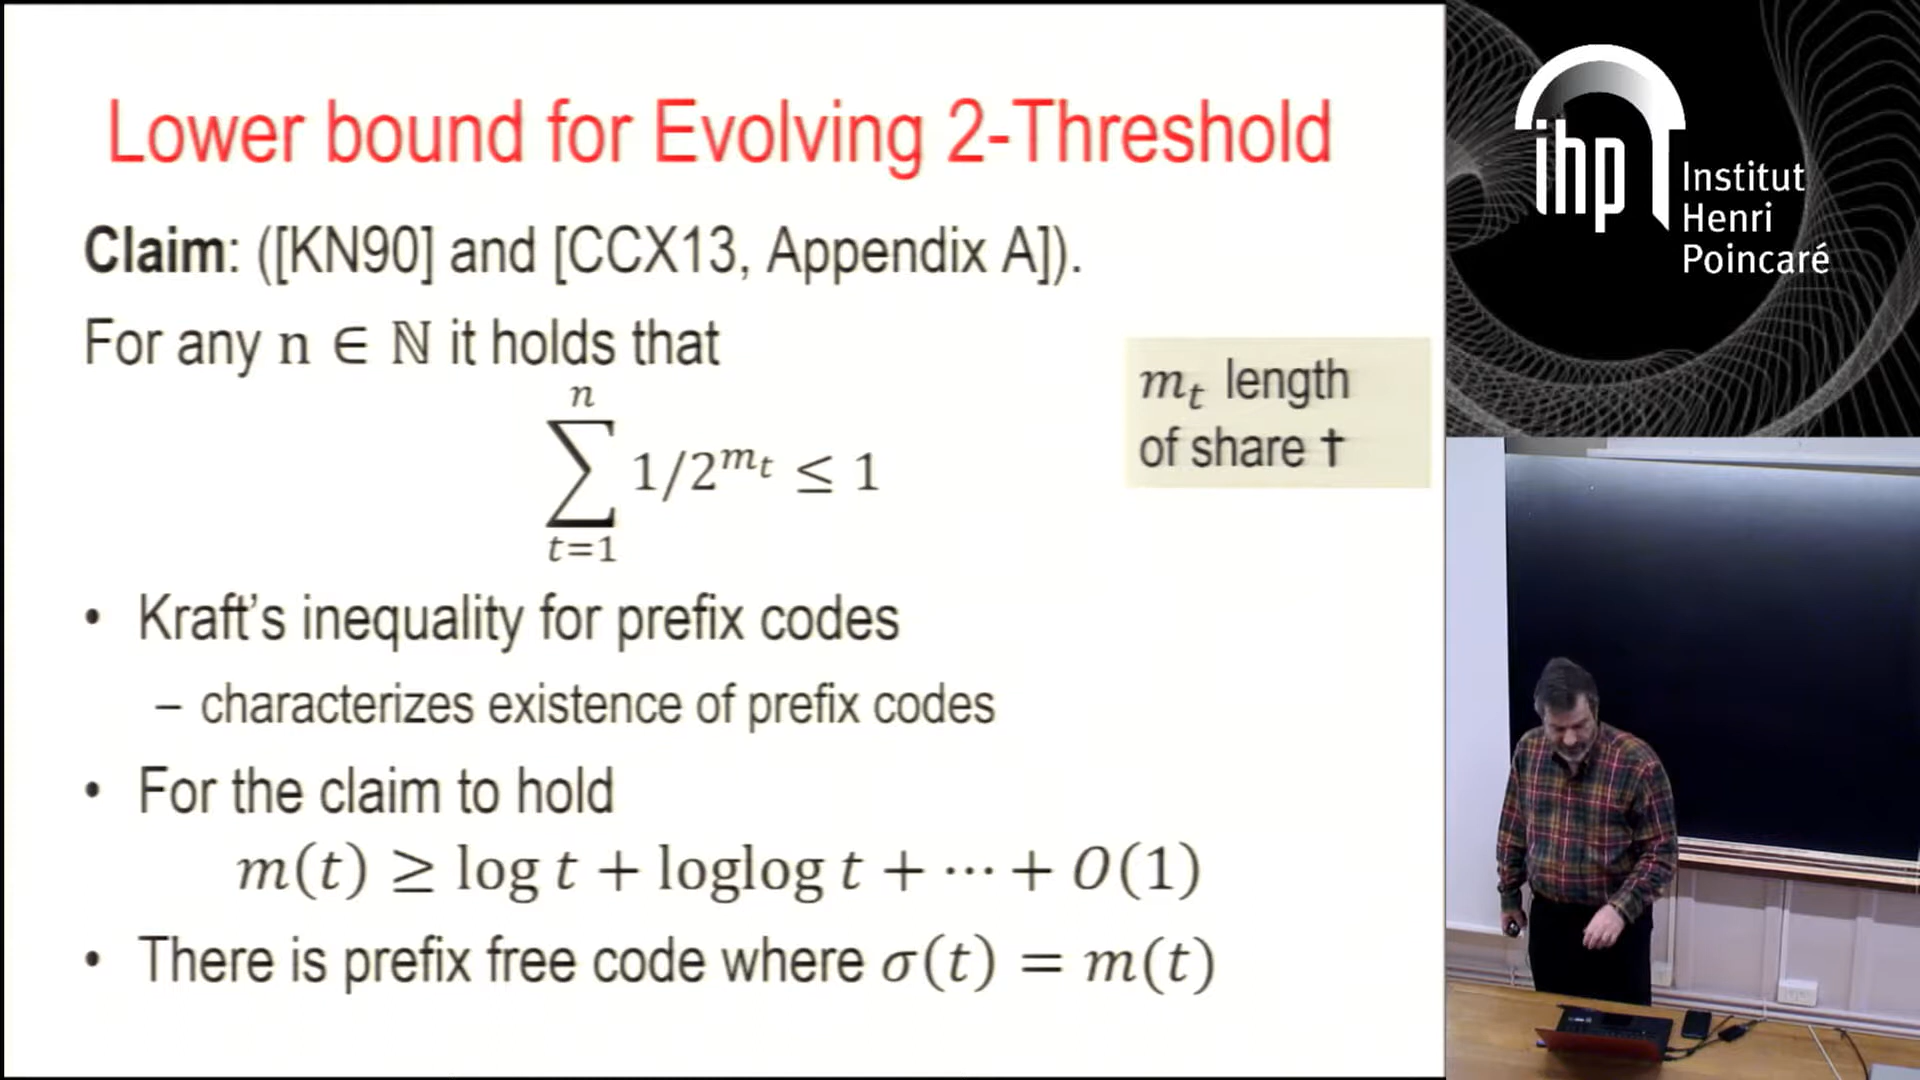 Lower bound for Evolving 2-Threshold
Claim: ([KN90] and [CCX13, Appendix A]).
For any n ∈ ℕ it holds that
n
∑ 1/2^{m_t} ≤ 1
t=1
m_t length
of share t
• Kraft's inequality for prefix codes
– characterizes existence of prefix codes
• For the claim to hold
m(t) ≥ log t + loglog t + ⋯ + O(1)
• There is prefix free code where σ(t) = m(t)
ihp
Institut
Henri
Poincaré